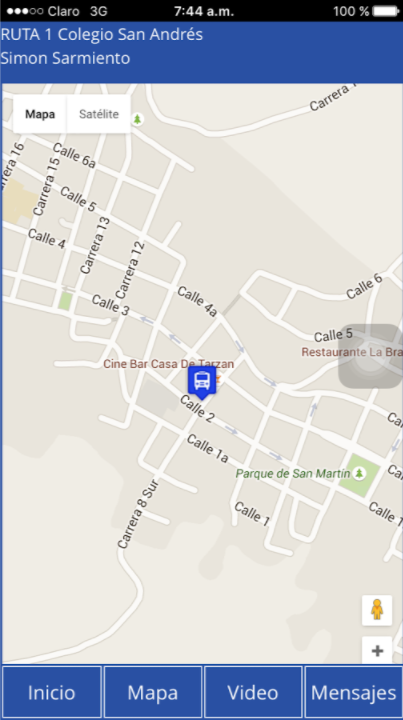 Claro 3G 7:44 a.m. 100 %
RUTA 1 Colegio San Andrés
Simon Sarmiento
Mapa Satélite
Carrera 1
Calle 6a
Carrera 16
Carrera 15
Calle 5
Calle 4
Carrera 13
Carrera 12
Calle 3
Calle 4a
Calle 6
Calle 5
Restaurante La Bra
Cine Bar Casa De Tarzan
Calle 2
Calle 1a
Parque de San Martín
Carrera 8 Sur
Calle 1
Calle 1
Ca
Ca
+
Inicio Mapa Video Mensajes